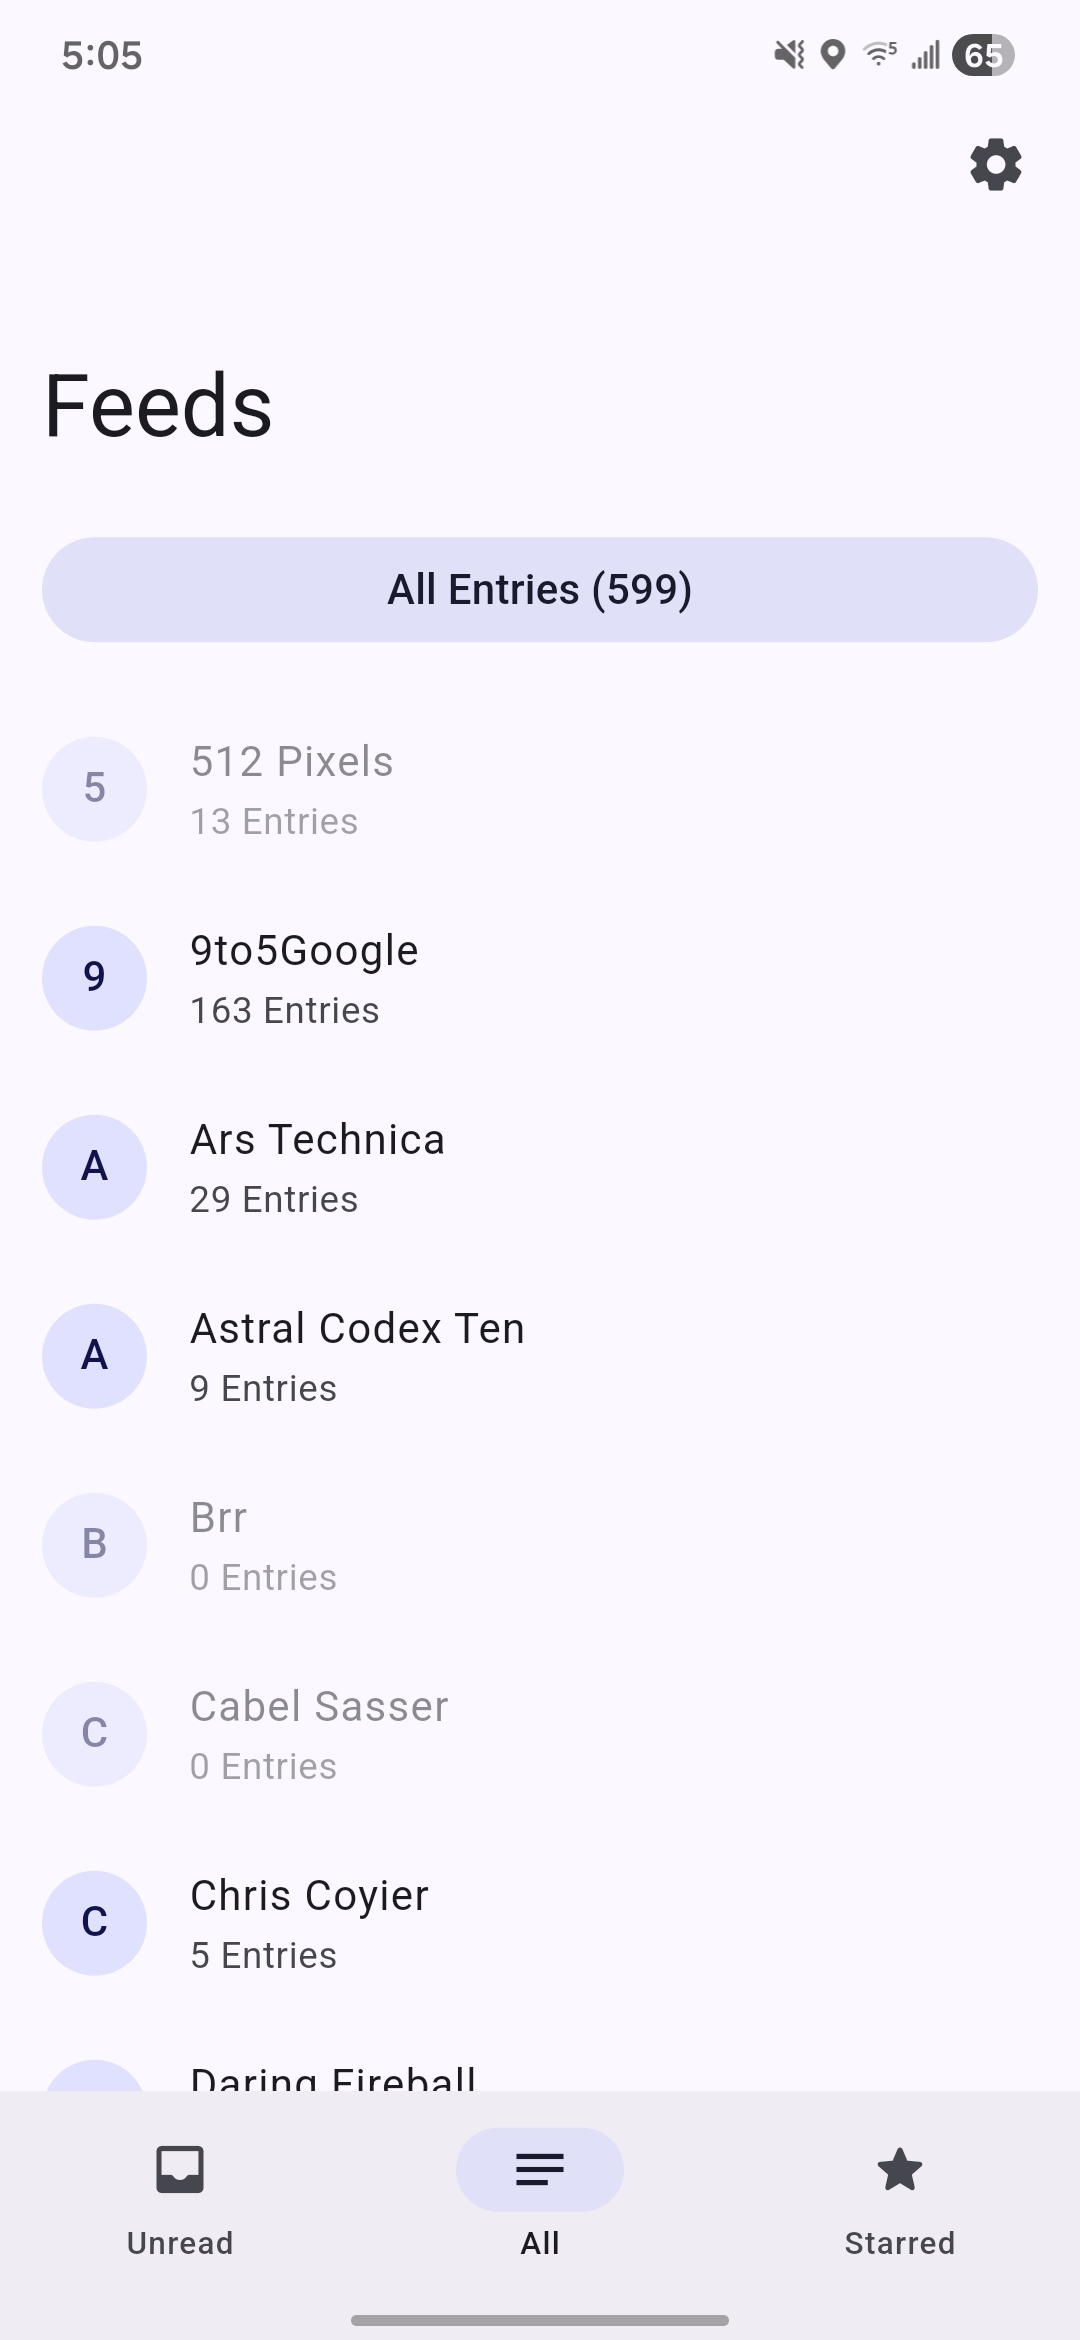 5:05
5
65
Feeds
All Entries (599)
5
512 Pixels
13 Entries
9
9to5Google
163 Entries
A
Ars Technica
29 Entries
A
Astral Codex Ten
9 Entries
B
Brr
0 Entries
C
Cabel Sasser
0 Entries
C
Chris Coyier
5 Entries
Daring Fireball
Unread
All
Starred